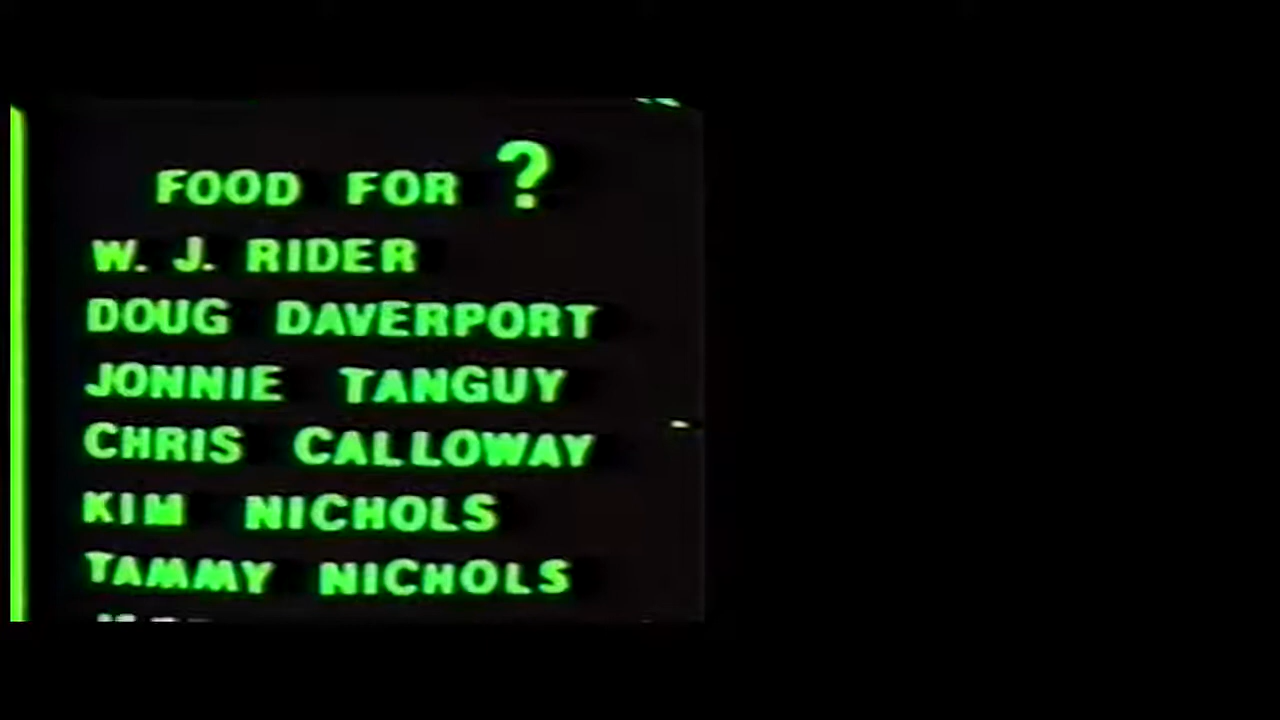 FOOD FOR ?
W. J. RIDER
DOUG DAVERPORT
JONNIE TANGUY
CHRIS CALLOWAY
KIM NICHOLS
TAMMY NICHOLS